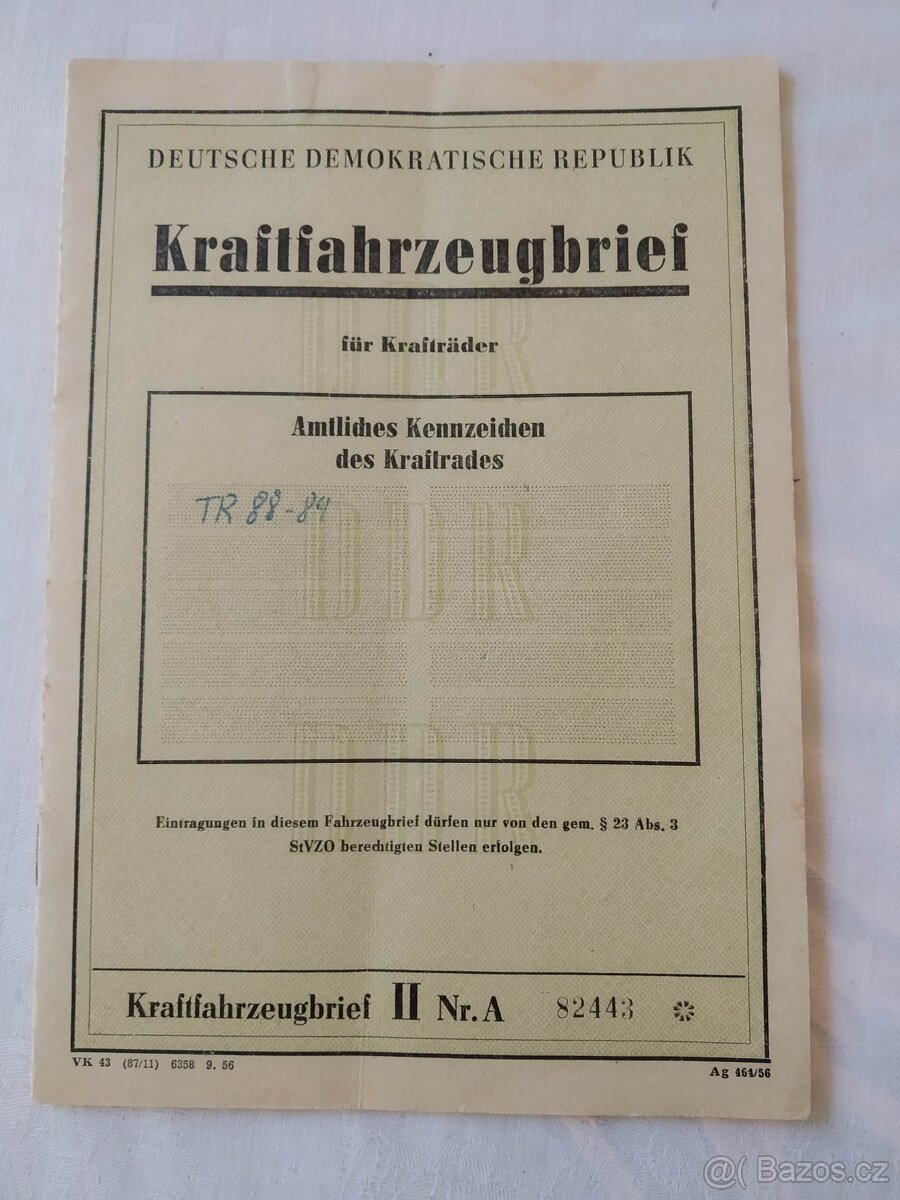 DEUTSCHE DEMOKRATISCHE REPUBLIK
Kraftfahrzeugbrief
für Krafträder
Amtliches Kennzeichen
des Kraftrades
TR 88-84
DDR
DDR
DDR
Eintragungen in diesem Fahrzeugbrief dürfen nur von den gem. § 23 Abs. 3
StVZO berechtigten Stellen erfolgen.
Kraftfahrzeugbrief II Nr. A 82443
VK 43 (87/11) 6358 9. 56
Ag 464/56
@( Bazos.cz